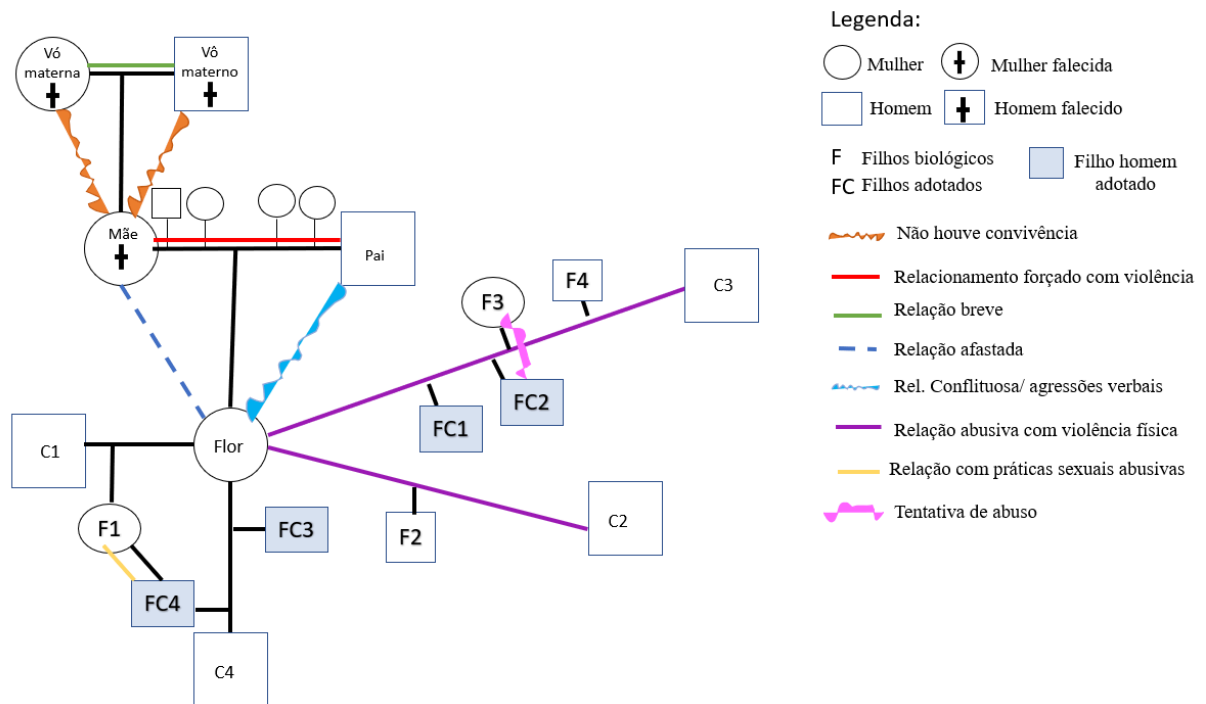 Vó
materna
Vô
materno
Mãe
Pai
F3
F4
C3
FC2
FC1
Flor
C1
F1
FC3
F2
C2
FC4
C4
Legenda:
Mulher
Mulher falecida
Homem
Homem falecido
F Filhos biológicos
FC Filhos adotados
Filho homem
adotado
Não houve convivência
Relacionamento forçado com violência
Relação breve
Relação afastada
Rel. Conflituosa/ agressões verbais
Relação abusiva com violência física
Relação com práticas sexuais abusivas
Tentativa de abuso